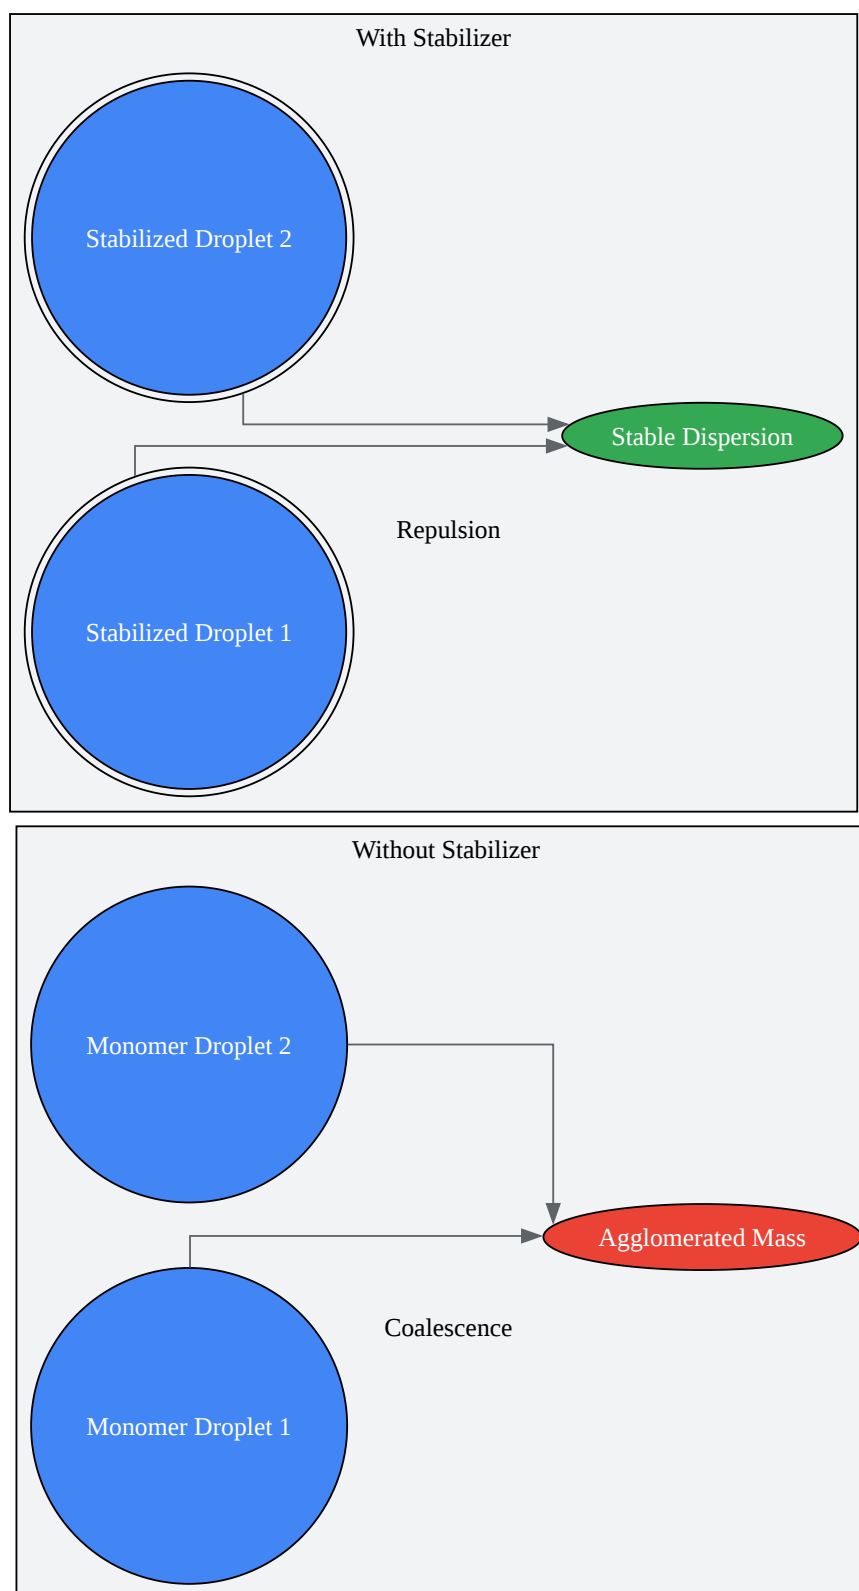 With Stabilizer
Stabilized Droplet 2
Stable Dispersion
Repulsion
Stabilized Droplet 1
Without Stabilizer
Monomer Droplet 2
Agglomerated Mass
Coalescence
Monomer Droplet 1